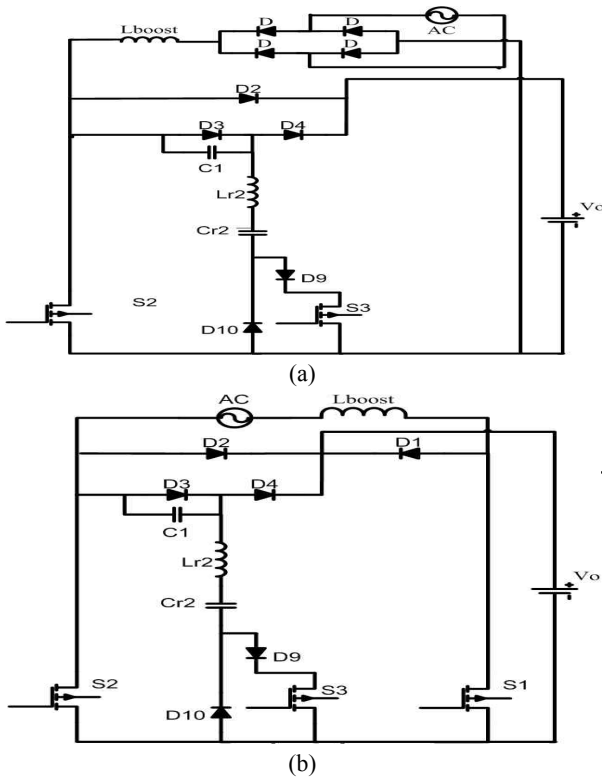 Lboost
D D
AC
D D
D2
D3 D4
C1
Lr2
Vo
Cr2
D9
S2 S3
D10
(a)
AC Lboost
D2 D1
D3 D4
C1
Lr2
Vo
Cr2
D9
S2 S3 S1
D10
(b)